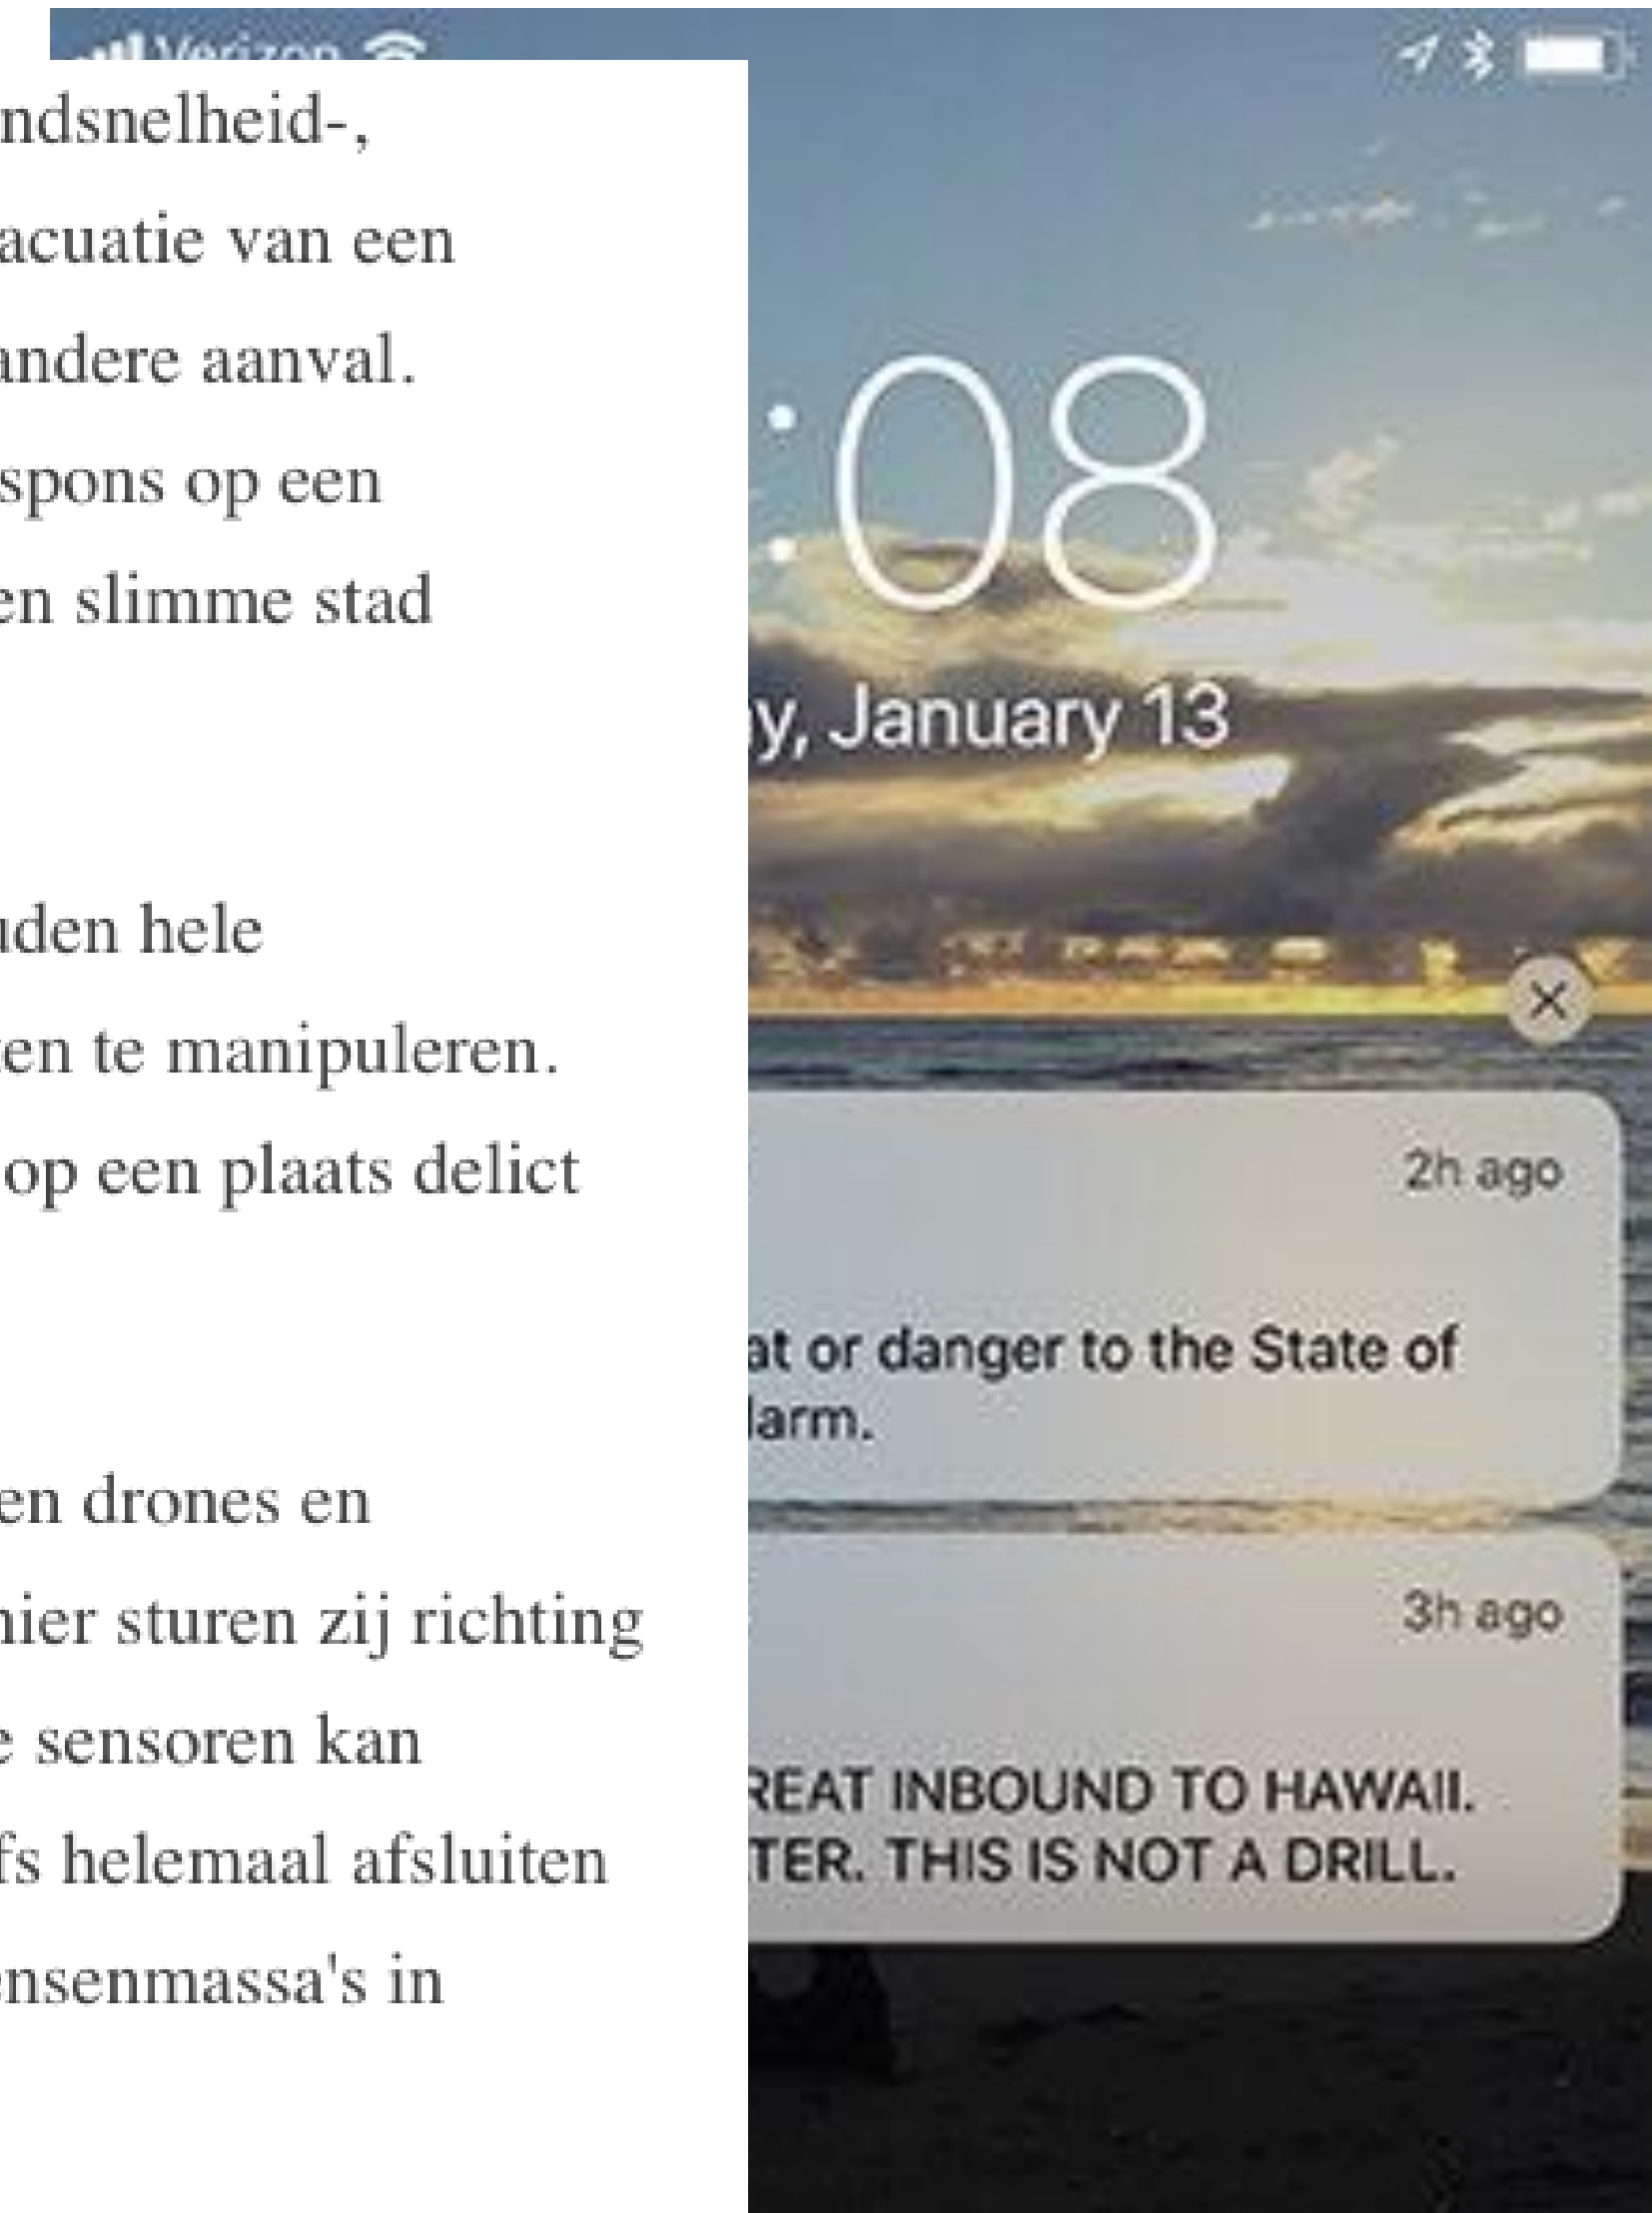 Verizon
ndsnelheid-,
acuatie van een
andere aanval.
spons op een
en slimme stad
uden hele
ten te manipuleren.
op een plaats delict
en drones en
hier sturen zij richting
e sensoren kan
fs helemaal afsluiten
ensenmassa's in
:08
y, January 13
2h ago
at or danger to the State of
larm.
3h ago
REAT INBOUND TO HAWAII.
TER. THIS IS NOT A DRILL.